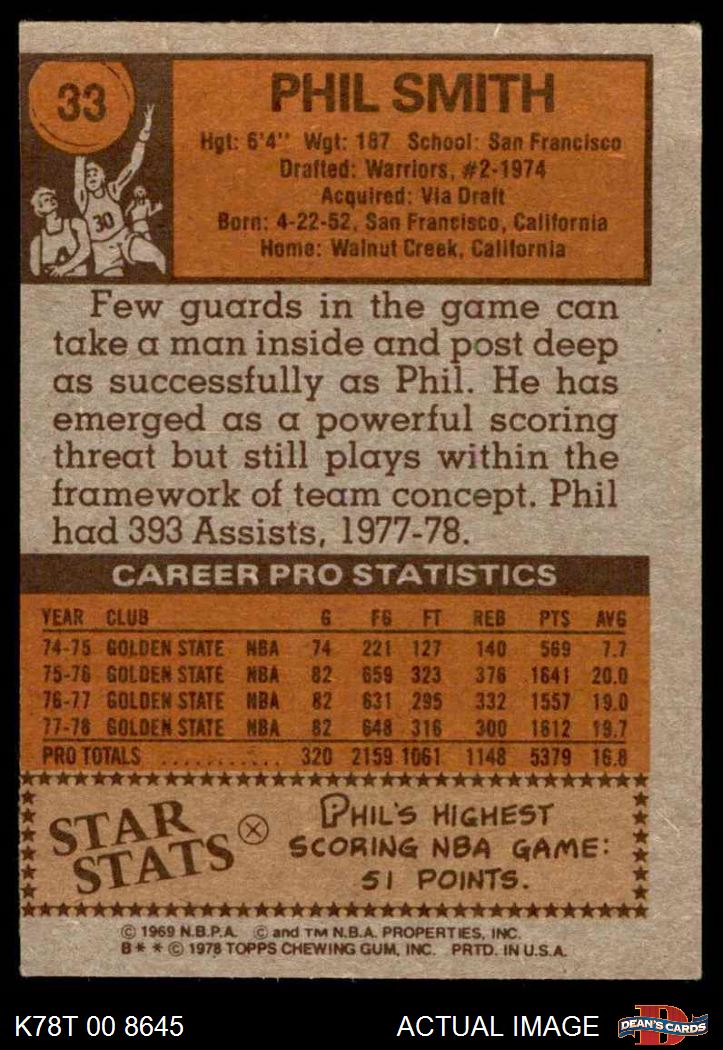 33
PHIL SMITH
Hgt: 6'4" Wgt: 187 School: San Francisco
Drafted: Warriors, #2-1974
Acquired: Via Draft
Born: 4-22-52, San Francisco, California
Home: Walnut Creek, California
30
Few guards in the game can
take a man inside and post deep
as successfully as Phil. He has
emerged as a powerful scoring
threat but still plays within the
framework of team concept. Phil
had 393 Assists, 1977-78.
CAREER PRO STATISTICS
YEAR CLUB G FG FT REB PTS AVG
74-75 GOLDEN STATE NBA 74 221 127 140 569 7.7
75-76 GOLDEN STATE NBA 82 659 323 376 1641 20.0
76-77 GOLDEN STATE NBA 82 631 295 332 1557 19.0
77-78 GOLDEN STATE NBA 82 648 316 300 1612 19.7
PRO TOTALS ........... 320 2159 1061 1148 5379 16.8
STAR
STATS
PHIL'S HIGHEST
SCORING NBA GAME:
51 POINTS.
© 1969 N.B.P.A. © and TM N.B.A. PROPERTIES, INC.
B* * © 1978 TOPPS CHEWING GUM, INC. PRTD. IN U.S.A.
K78T 00 8645 ACTUAL IMAGE
D
DEAN'S CARDS